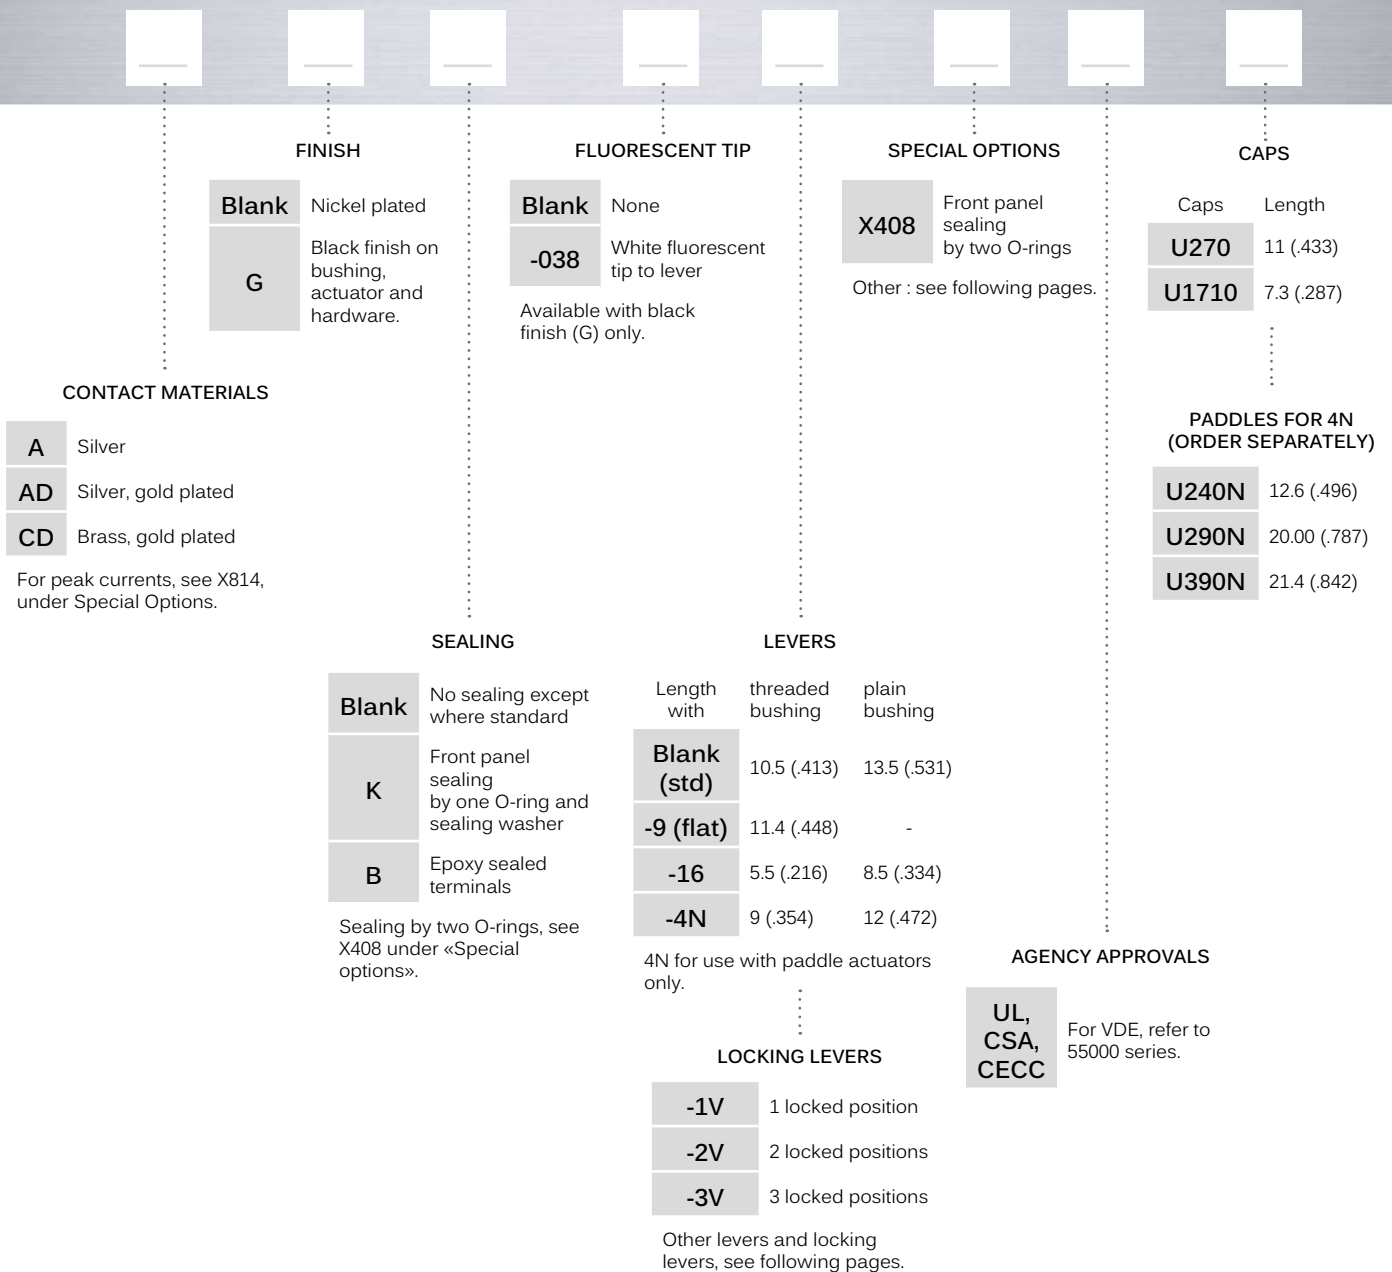 FINISH
Blank Nickel plated
G
Black finish on
bushing,
actuator and
hardware.
FLUORESCENT TIP
Blank None
-038
White fluorescent
tip to lever
Available with black
finish (G) only.
SPECIAL OPTIONS
X408
Front panel
sealing
by two O-rings
Other : see following pages.
CAPS
Caps Length
U270 11 (.433)
U1710 7.3 (.287)
PADDLES FOR 4N
(ORDER SEPARATELY)
U240N 12.6 (.496)
U290N 20.00 (.787)
U390N 21.4 (.842)
CONTACT MATERIALS
A Silver
AD Silver, gold plated
CD Brass, gold plated
For peak currents, see X814,
under Special Options.
SEALING
Blank
No sealing except
where standard
K
Front panel
sealing
by one O-ring and
sealing washer
B
Epoxy sealed
terminals
Sealing by two O-rings, see
X408 under «Special
options».
LEVERS
Length
with
threaded
bushing
plain
bushing
Blank
(std)
10.5 (.413) 13.5 (.531)
-9 (flat) 11.4 (.448) -
-16 5.5 (.216) 8.5 (.334)
-4N 9 (.354) 12 (.472)
4N for use with paddle actuators
only.
LOCKING LEVERS
-1V 1 locked position
-2V 2 locked positions
-3V 3 locked positions
Other levers and locking
levers, see following pages.
AGENCY APPROVALS
UL,
CSA,
CECC
For VDE, refer to
55000 series.